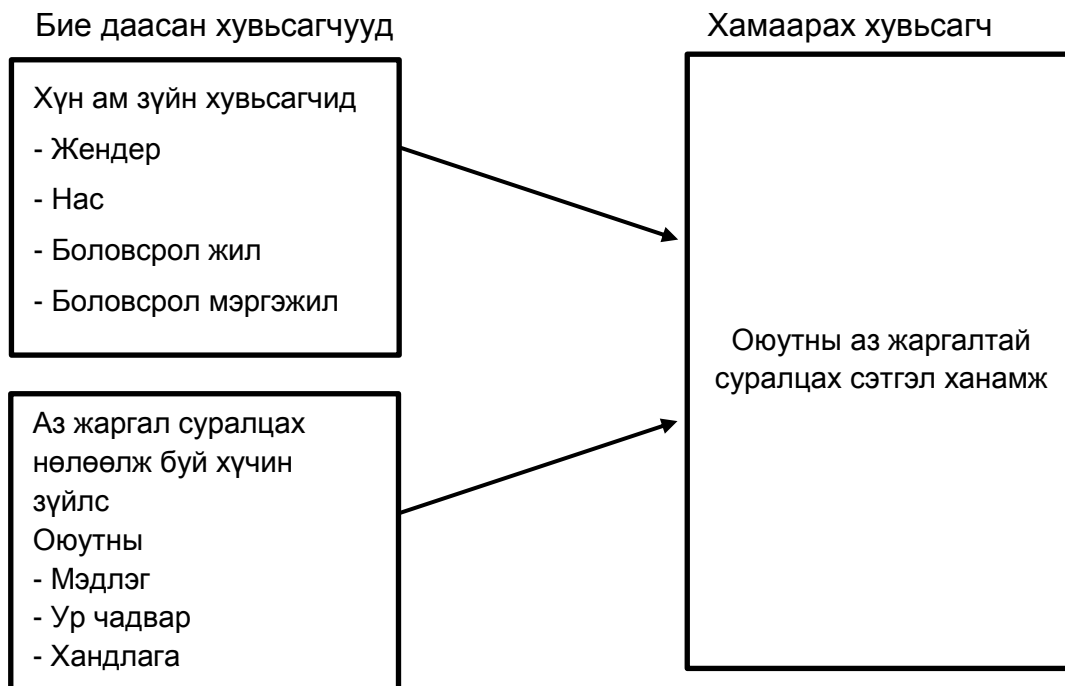 Бие даасан хувьсагчууд
Хүн ам зүйн хувьсагчид
- Жендер
- Нас
- Боловсрол жил
- Боловсрол мэргэжил
Аз жаргал суралцах
нөлөөлж буй хүчин
зүйлс
Оюутны
- Мэдлэг
- Ур чадвар
- Хандлага
Хамаарах хувьсагч
Оюутны аз жаргалтай
суралцах сэтгэл ханамж